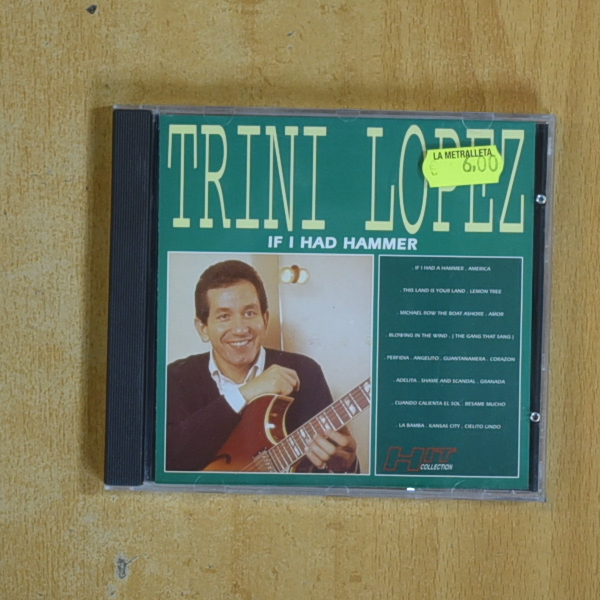 TRINI LOPEZ
LA METRALLETA
€ 6,00
IF I HAD HAMMER
. IF I HAD A HAMMER . AMERICA
. THIS LAND IS YOUR LAND . LEMON TREE
. MICHAEL ROW THE BOAT ASHORE . AMOR
. BLOWING IN THE WIND . ( THE GANG THAT SANG )
. PERFIDIA . ANGELITO . GUANTANAMERA . CORAZON
. ADELITA . SHAME AND SCANDAL . GRANADA
. CUANDO CALIENTA EL SOL . BESAME MUCHO
. LA BAMBA . KANSAS CITY . CIELITO LINDO
HIT
COLLECTION